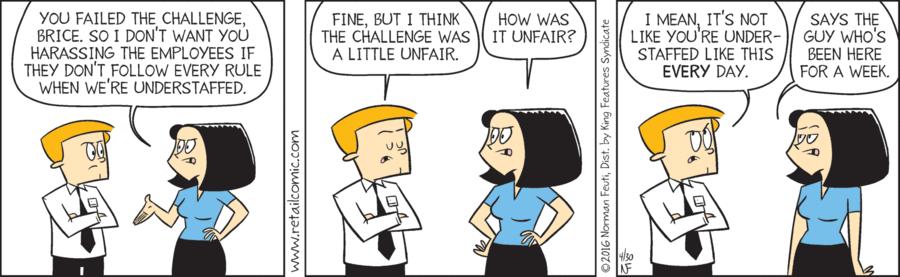 YOU FAILED THE CHALLENGE,
BRICE. SO I DON'T WANT YOU
HARASSING THE EMPLOYEES IF
THEY DON'T FOLLOW EVERY RULE
WHEN WE'RE UNDERSTAFFED.
www.retailcomic.com
FINE, BUT I THINK
THE CHALLENGE WAS
A LITTLE UNFAIR.
HOW WAS
IT UNFAIR?
©2016 Norman Feuti, Dist. by King Features Syndicate
I MEAN, IT'S NOT
LIKE YOU'RE UNDER-
STAFFED LIKE THIS
EVERY DAY.
SAYS THE
GUY WHO'S
BEEN HERE
FOR A WEEK.
4/30
NF